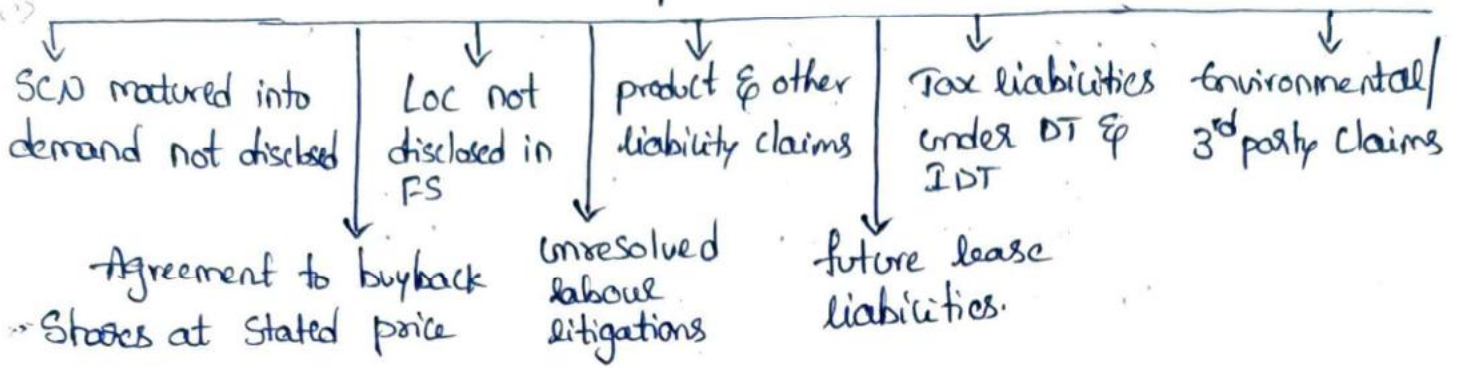 SCN matured into
demand not disclosed
Agreement to buyback
Shares at Stated price
Loc not
disclosed in
FS
unresolved
labour
litigations
product & other
liability claims
future lease
liabilities.
Tax liabilities
under DT &
IDT
Environmental/
3rd party Claims